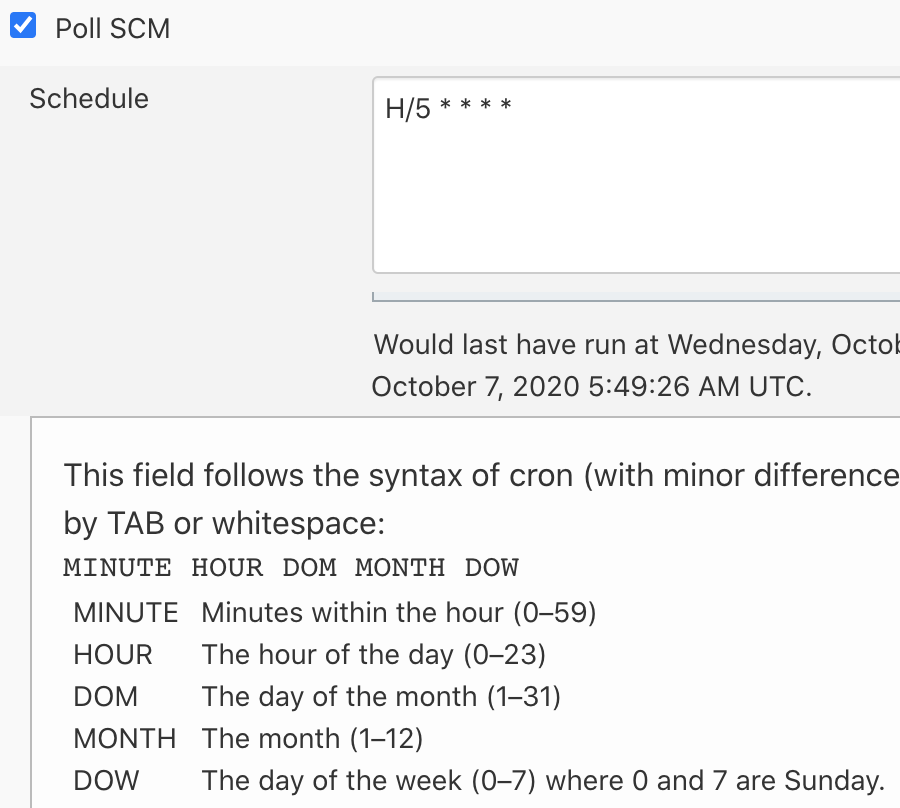 Poll SCM
Schedule
H/5 * * * *
Would last have run at Wednesday,
October 7, 2020 5:49:26 AM UTC.
This field follows the syntax of cron (with minor difference
by TAB or whitespace:
MINUTE HOUR DOM MONTH DOW
MINUTE Minutes within the hour (0–59)
HOUR The hour of the day (0–23)
DOM The day of the month (1–31)
MONTH The month (1–12)
DOW The day of the week (0–7) where 0 and 7 are Sunday.